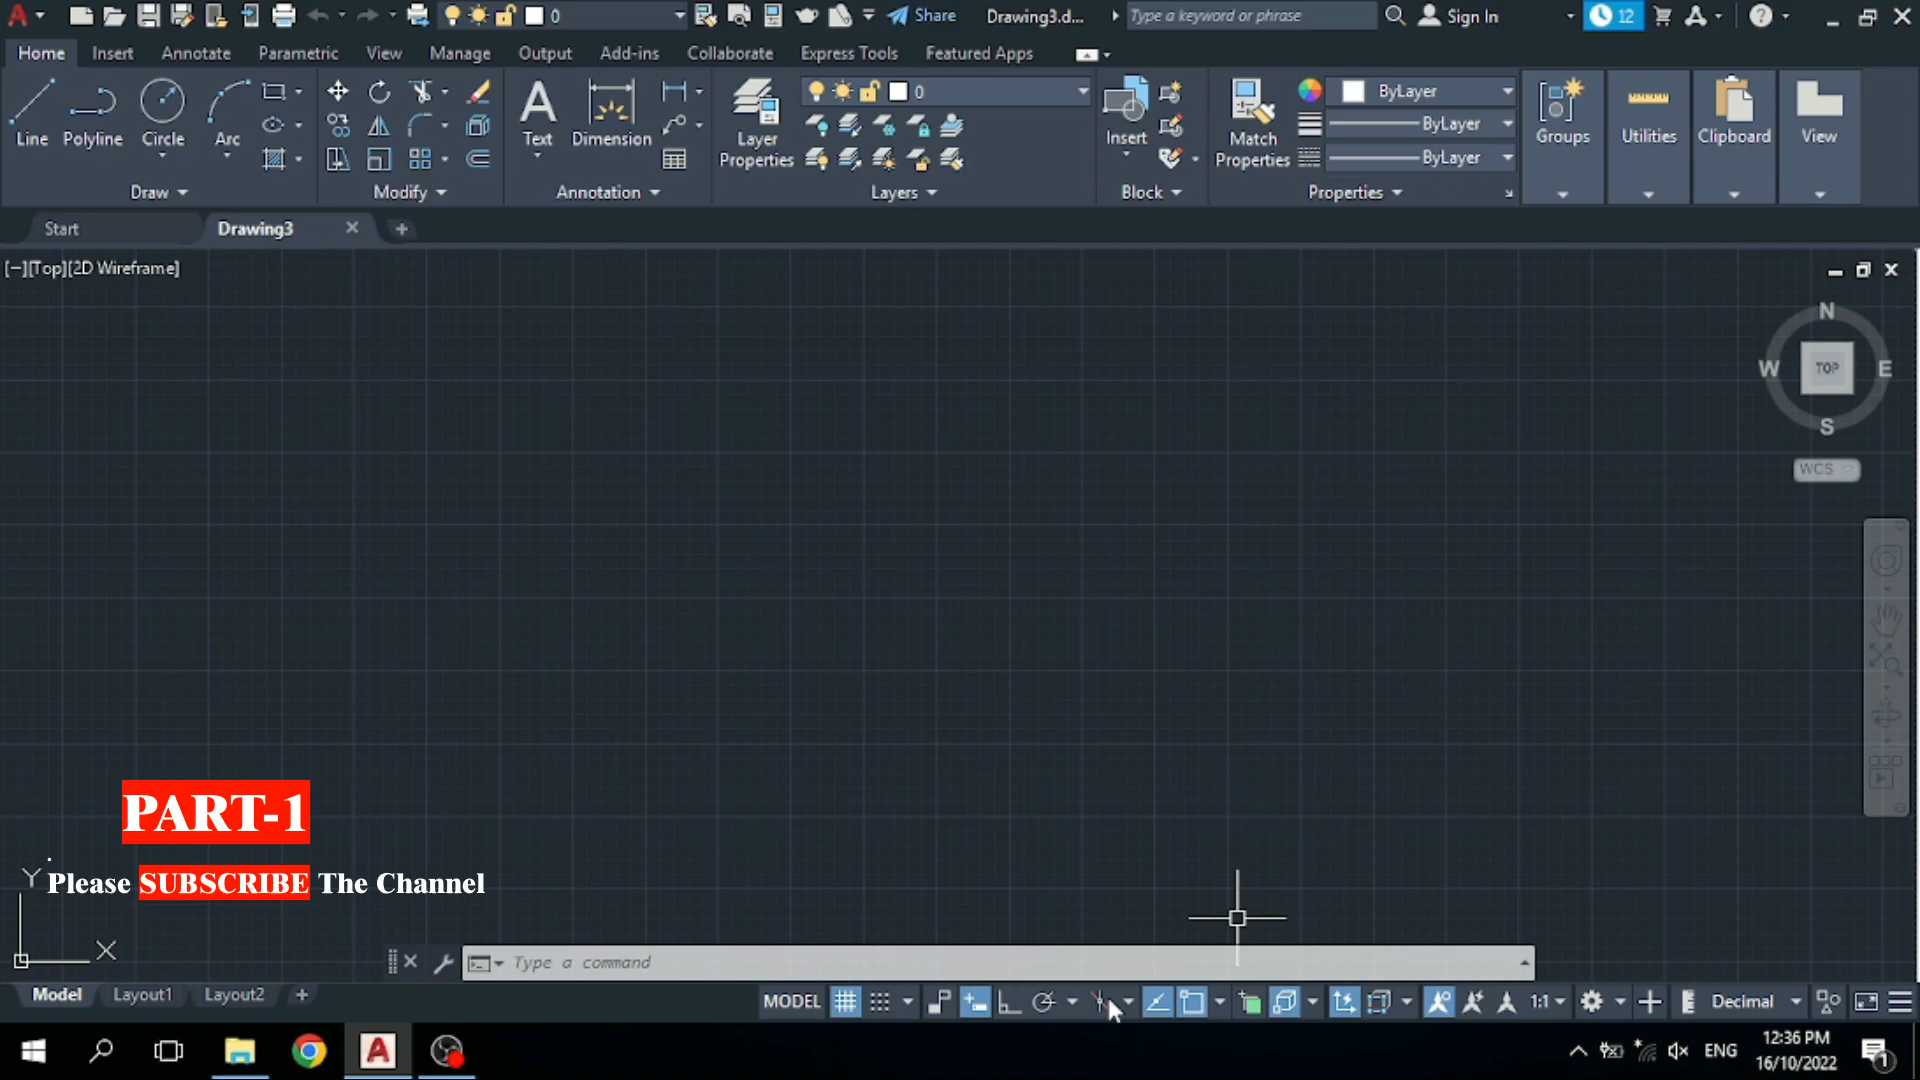 0 Share Drawing3.d... Type a keyword or phrase Sign In 12
Home Insert Annotate Parametric View Manage Output Add-ins Collaborate Express Tools Featured Apps
Line Polyline Circle Arc Text Dimension Layer Properties 0 Insert Match Properties ByLayer Groups Utilities Clipboard View
ByLayer
ByLayer
Draw Modify Annotation Layers Block Properties
Start Drawing3
[−][Top][2D Wireframe]
N
W TOP E
S
WCS
PART-1
Please SUBSCRIBE The Channel
Y
X
Type a command
Model Layout1 Layout2 + MODEL 1:1 Decimal
ENG 12:36 PM
16/10/2022 1